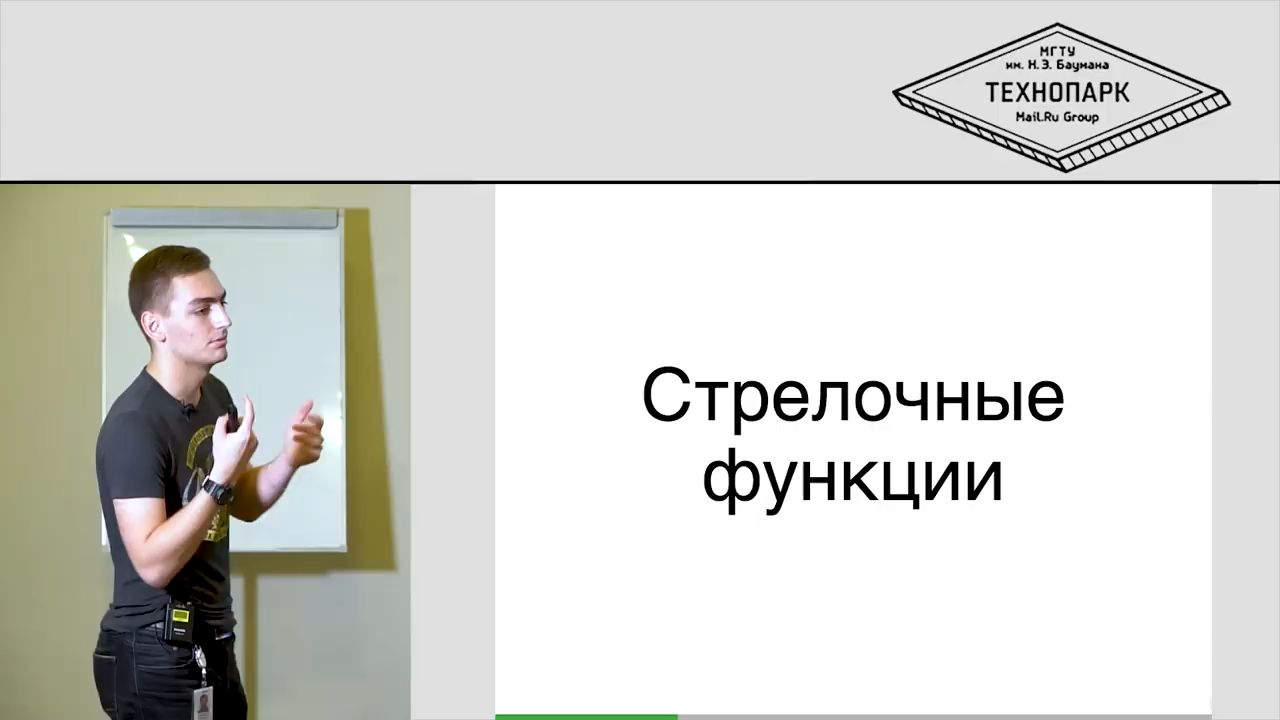 МГТУ
им. Н.Э. Баумана
ТЕХНОПАРК
Mail.Ru Group
Стрелочные
функции